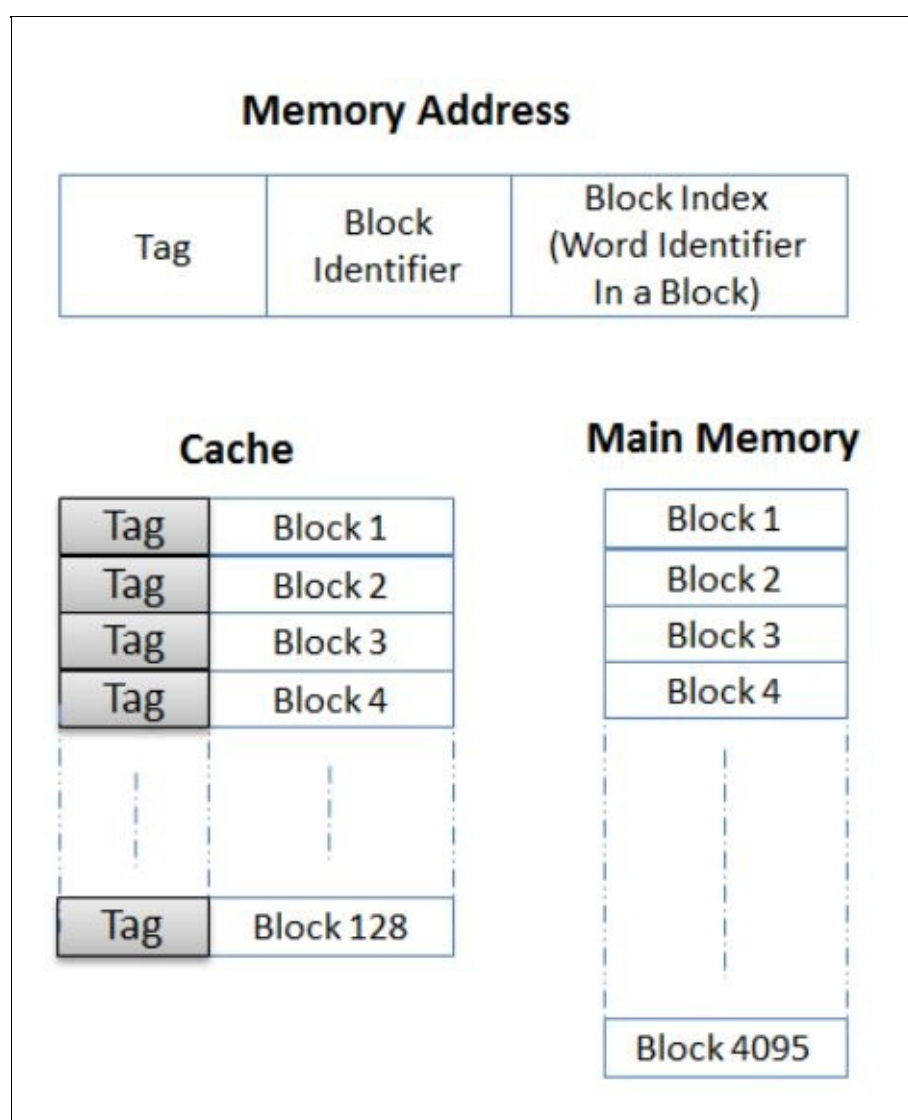 Memory Address
Tag
Block
Identifier
Block Index
(Word Identifier
In a Block)
Cache
Tag Block 1
Tag Block 2
Tag Block 3
Tag Block 4
Tag Block 128
Main Memory
Block 1
Block 2
Block 3
Block 4
Block 4095